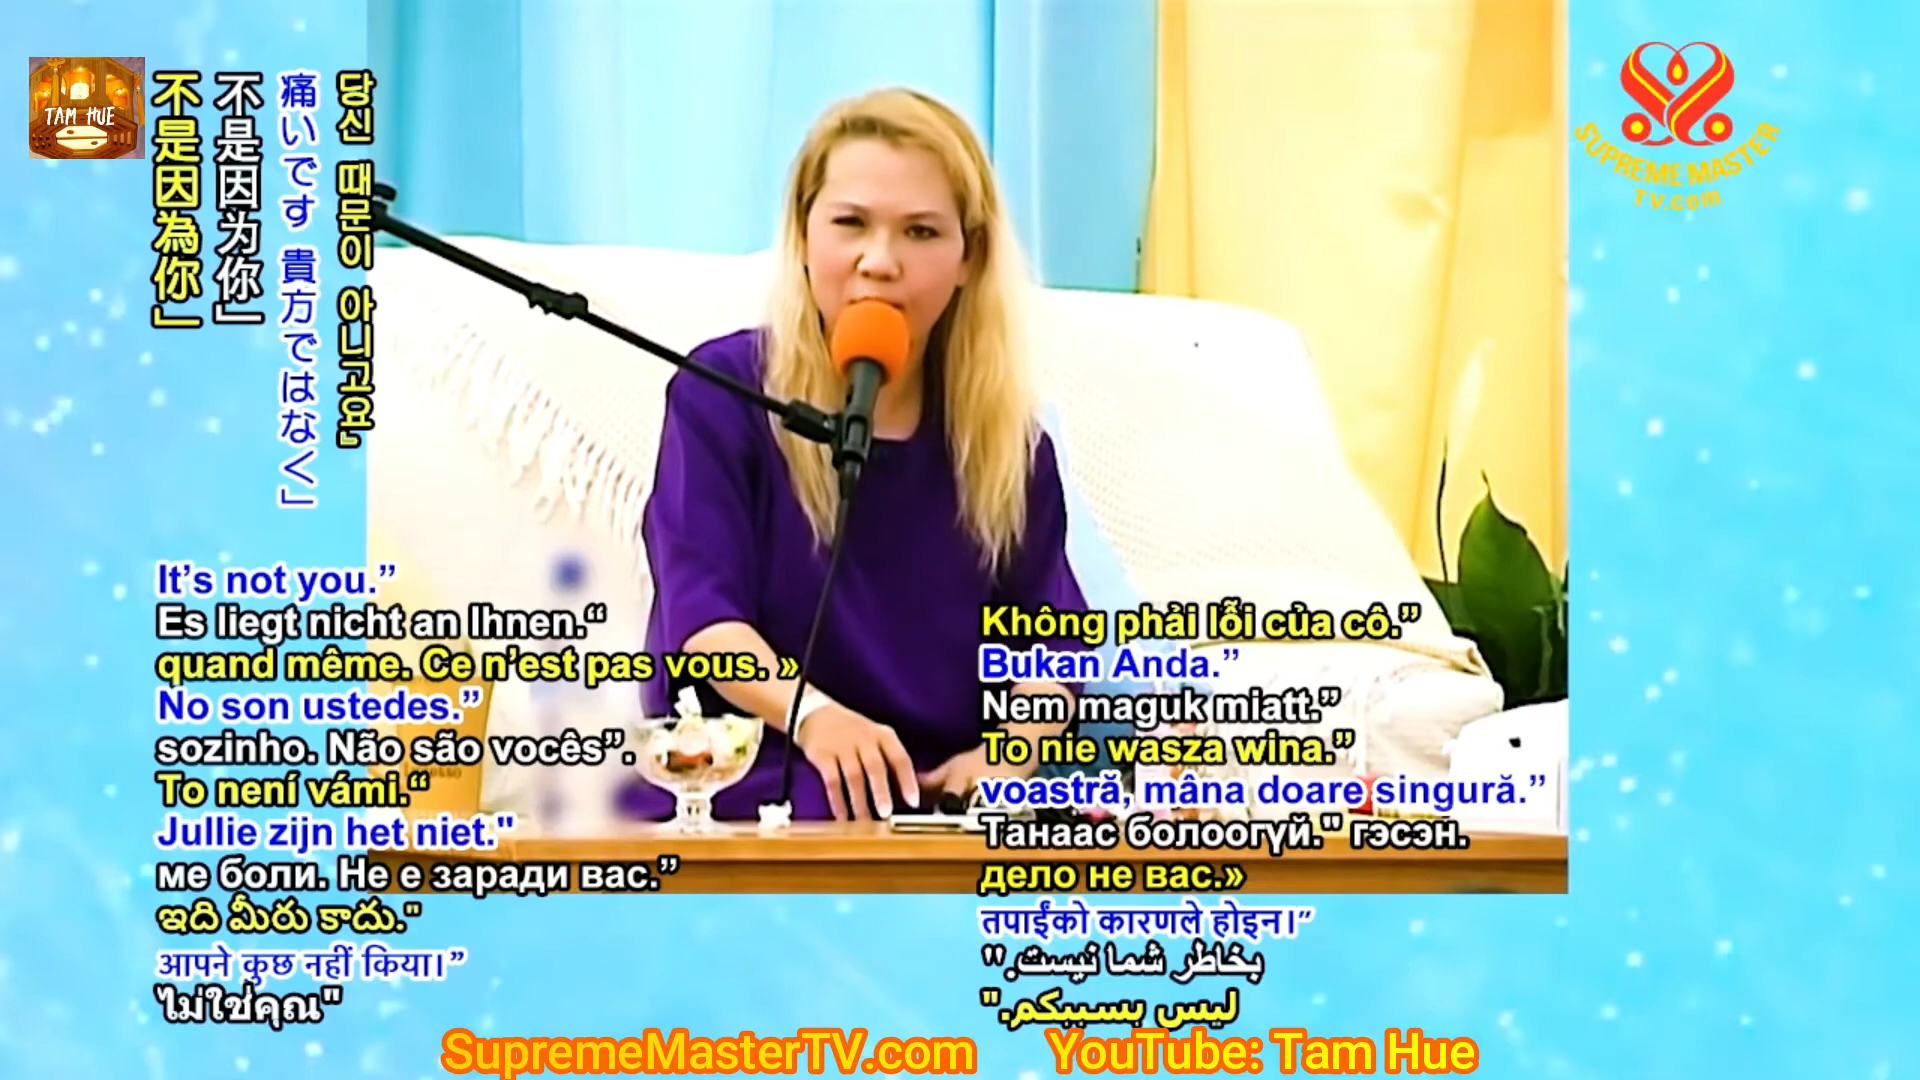 TAM HUE
不是因為你」
不是因为你」
痛いです 貴方ではなく」
당신 때문이 아니고요』
SUPREME MASTER
TV.com
It’s not you.”
Es liegt nicht an Ihnen.“
quand même. Ce n’est pas vous. »
No son ustedes.”
sozinho. Não são vocês”.
To není vámi.“
Jullie zijn het niet."
ме боли. Не е заради вас.”
ఇది మీరు కాదు."
आपने कुछ नहीं किया।”
ไม่ใช่คุณ"
Không phải lỗi của cô.”
Bukan Anda.”
Nem maguk miatt.”
To nie wasza wina.”
voastră, mâna doare singură.”
Танаас болоогүй." гэсэн.
дело не вас.»
तपाईंको कारणले होइन।”
بخاطر شما نیست."
ليس بسببكم."
SupremeMasterTV.com YouTube: Tam Hue